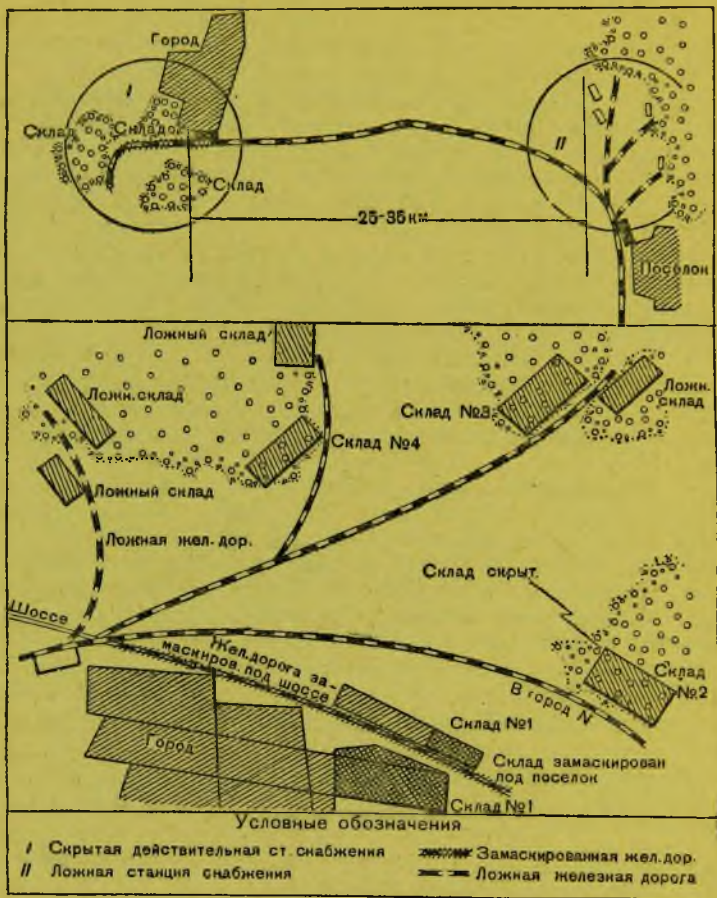 Город
I
Склад
Склад
Склад
II
25-35 км
Поселок
Ложный склад
Ложн. склад
Склад №3
Ложн.
склад
Склад №4
Ложный склад
Ложная жел. дор.
Склад скрыт.
Шоссе
Жел. дорога за-
маскиров. под шоссе
Склад
№2
В город N
Склад №1
Город
Склад замаскирован
под поселок
Склад №1
Условные обозначения
I Скрытая действительная ст. снабжения
Замаскированная жел. дор.
II Ложная станция снабжения
Ложная железная дорога